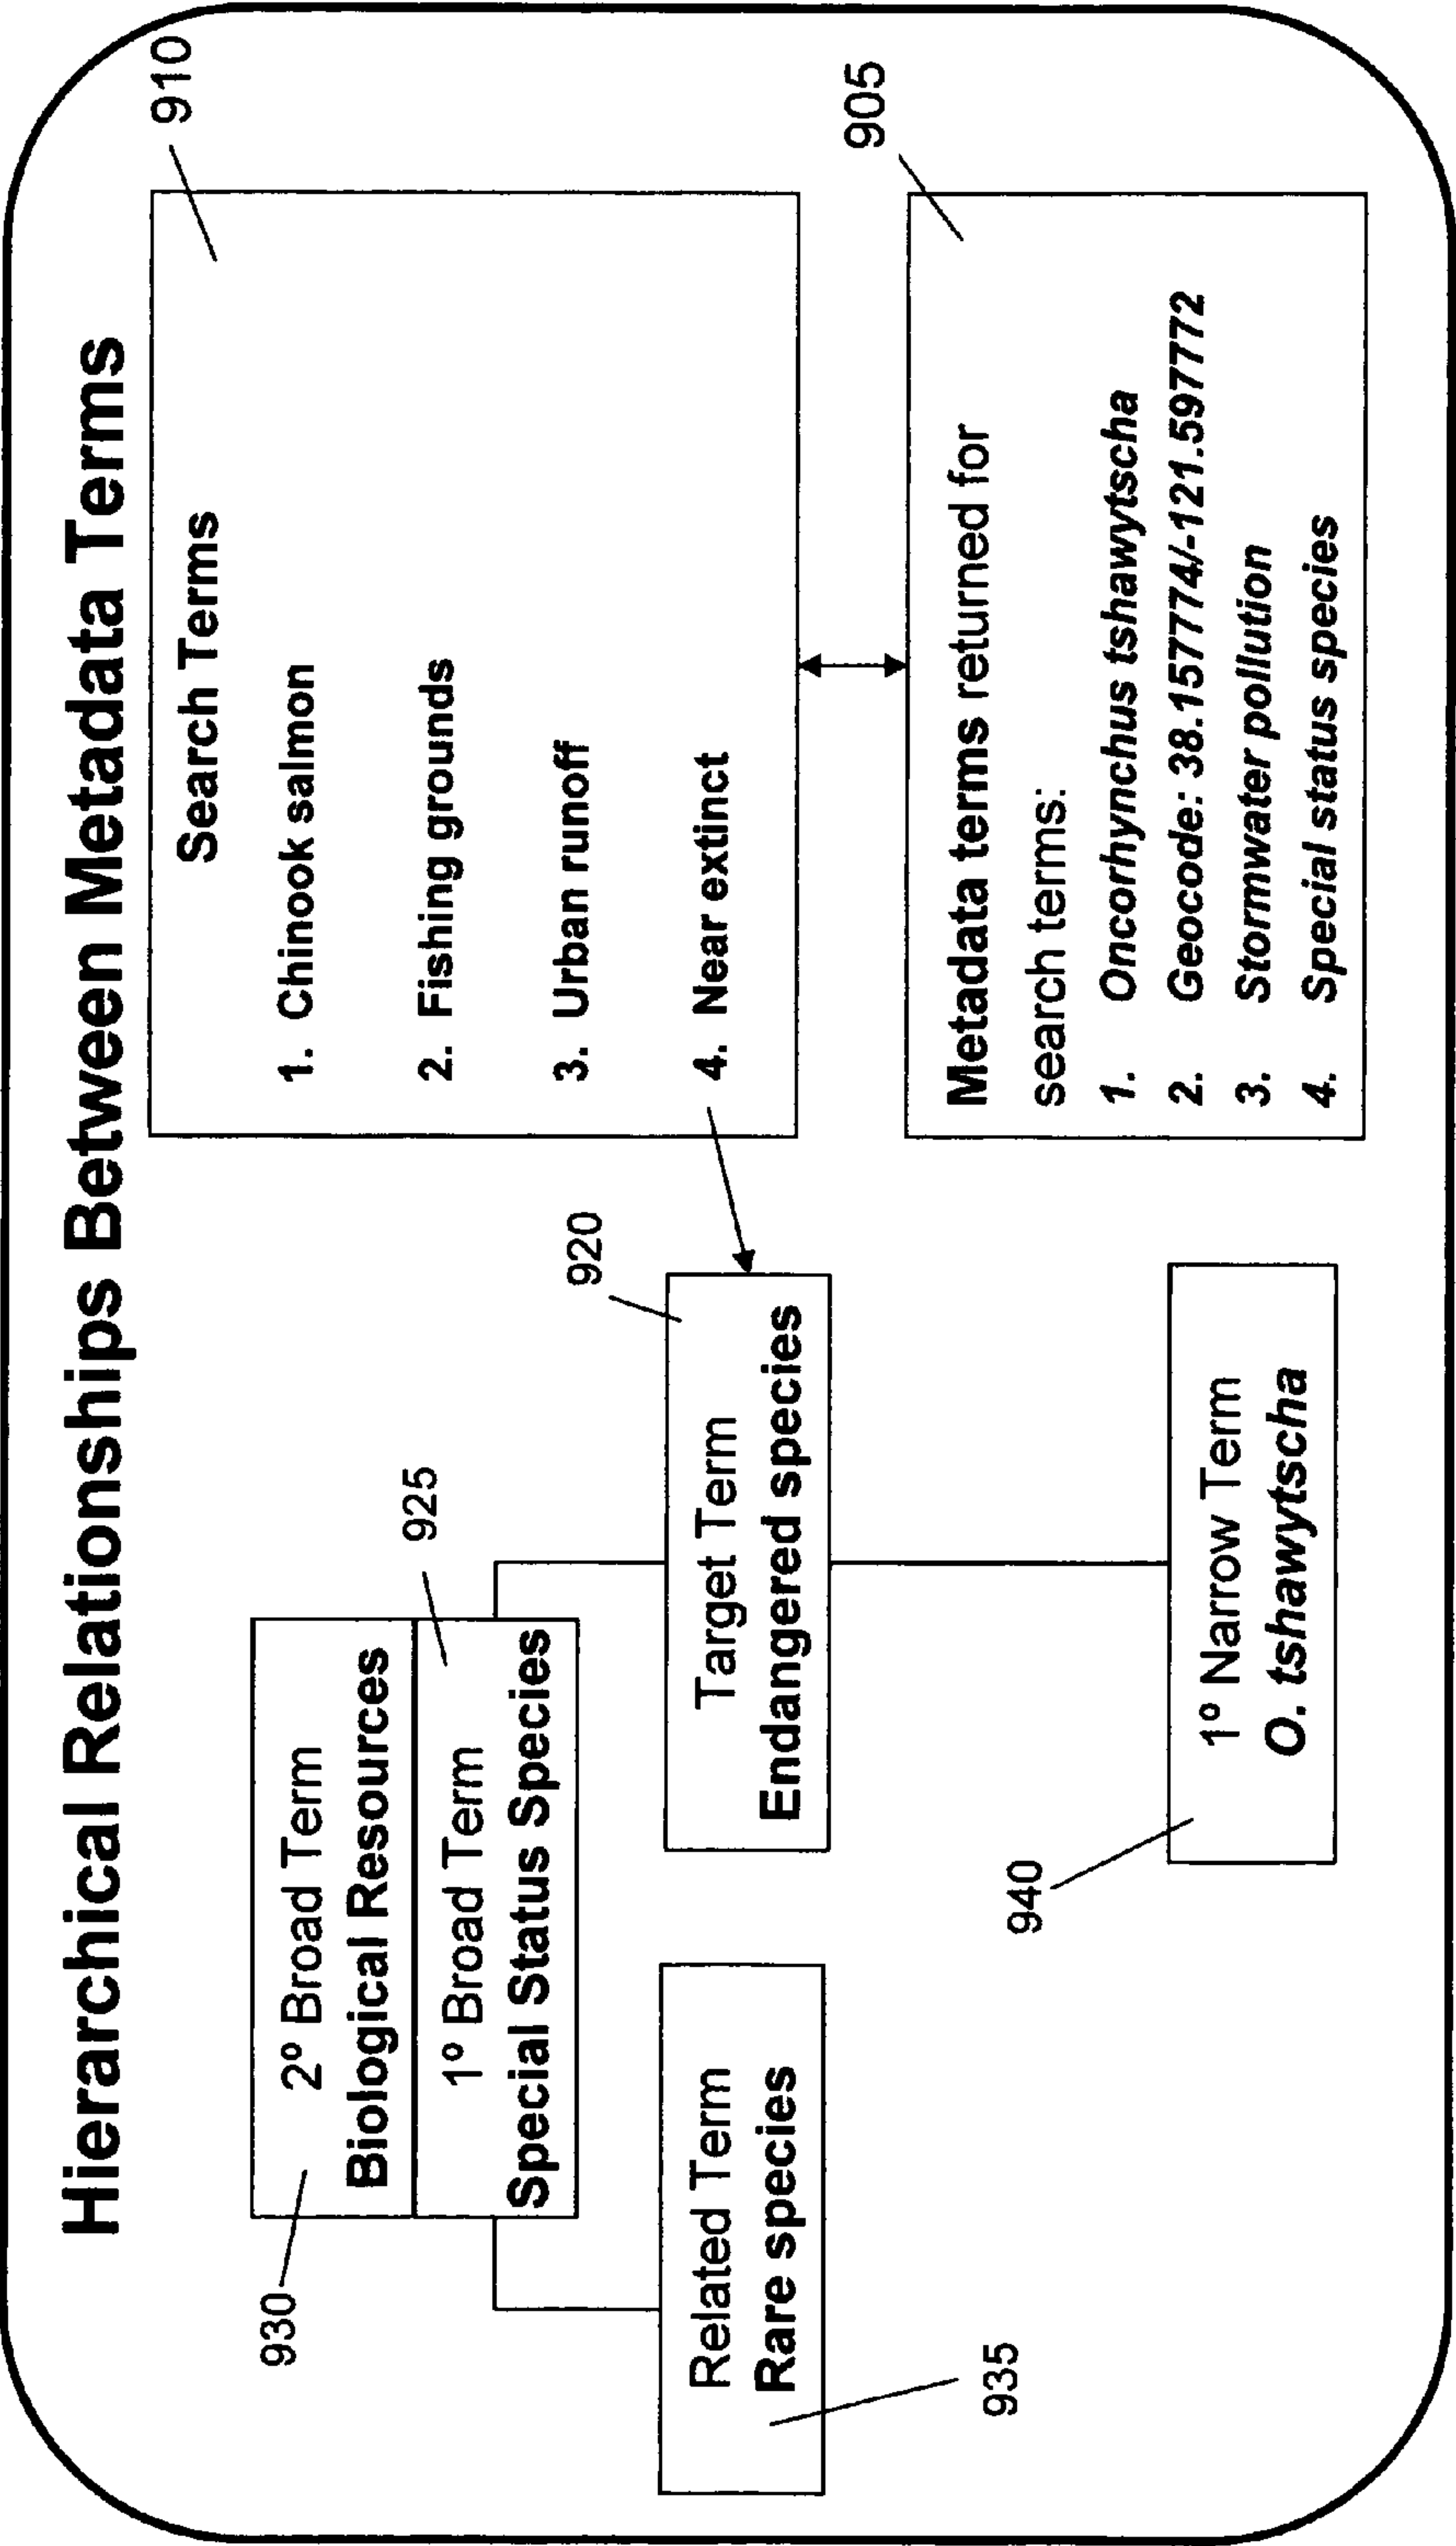 Hierarchical Relationships Between Metadata Terms
930
2º Broad Term
Biological Resources
925
1º Broad Term
Special Status Species
935
Related Term
Rare species
920
Target Term
Endangered species
940
1º Narrow Term
O. tshawytscha
910
Search Terms
1. Chinook salmon
2. Fishing grounds
3. Urban runoff
4. Near extinct
905
Metadata terms returned for
search terms:
1. Oncorhynchus tshawytscha
2. Geocode: 38.157774/-121.597772
3. Stormwater pollution
4. Special status species